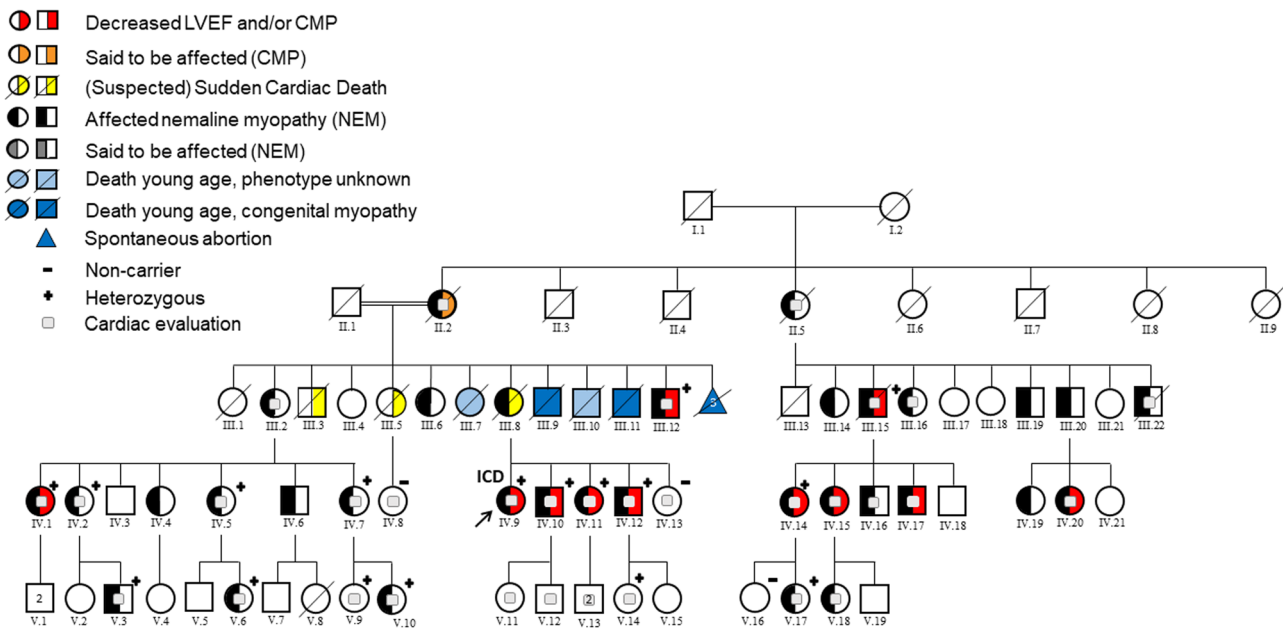 Decreased LVEF and/or CMP
Said to be affected (CMP)
(Suspected) Sudden Cardiac Death
Affected nemaline myopathy (NEM)
Said to be affected (NEM)
Death young age, phenotype unknown
Death young age, congenital myopathy
Spontaneous abortion
- Non-carrier
+ Heterozygous
Cardiac evaluation
I.1 I.2
II.1 II.2 II.3 II.4 II.5 II.6 II.7 II.8 II.9
3
III.1 III.2 III.3 III.4 III.5 III.6 III.7 III.8 III.9 III.10 III.11 III.12 III.13 III.14 III.15 III.16 III.17 III.18 III.19 III.20 III.21 III.22
ICD
IV.1 IV.2 IV.3 IV.4 IV.5 IV.6 IV.7 IV.8 IV.9 IV.10 IV.11 IV.12 IV.13 IV.14 IV.15 IV.16 IV.17 IV.18 IV.19 IV.20 IV.21
2 2
V.1 V.2 V.3 V.4 V.5 V.6 V.7 V.8 V.9 V.10 V.11 V.12 V.13 V.14 V.15 V.16 V.17 V.18 V.19